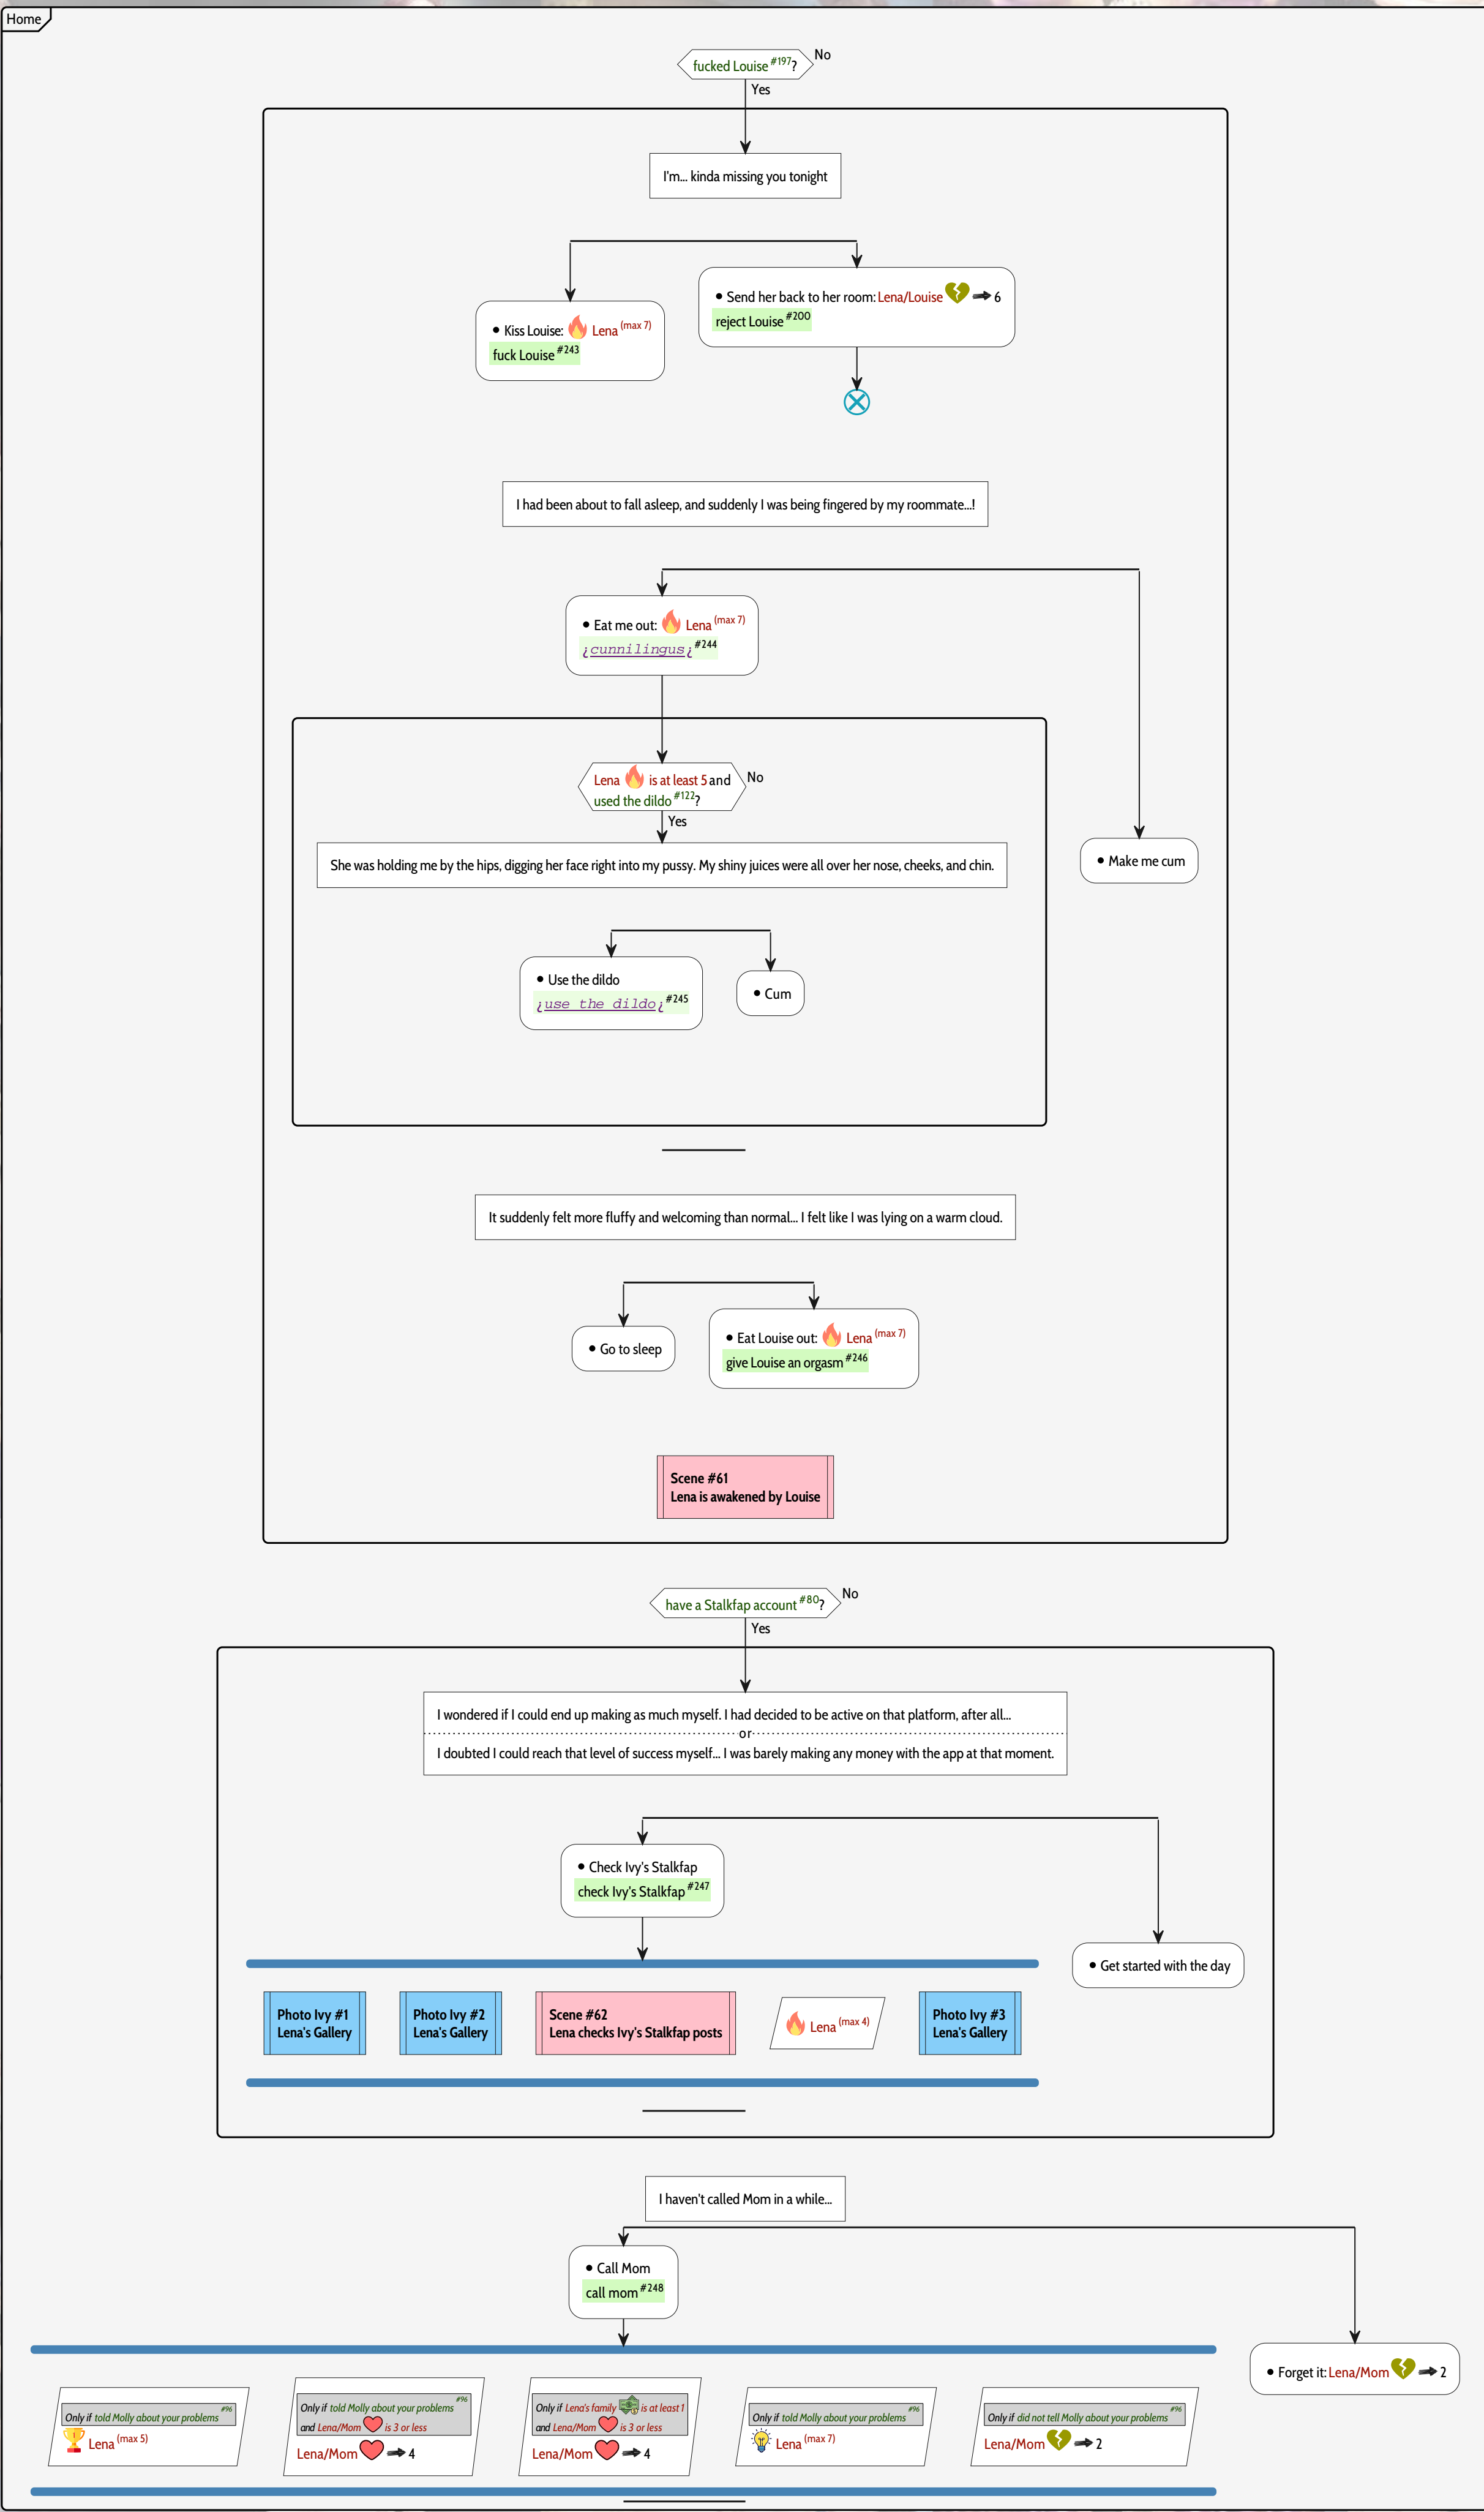 Home
fucked Louise #197?
No
Yes
I'm... kinda missing you tonight
• Kiss Louise: Lena (max 7)
fuck Louise #243
• Send her back to her room: Lena/Louise 6
reject Louise #200
I had been about to fall asleep, and suddenly I was being fingered by my roommate...!
• Eat me out: Lena (max 7)
¿cunnilingus¿ #244
Lena is at least 5 and
used the dildo #122?
No
Yes
She was holding me by the hips, digging her face right into my pussy. My shiny juices were all over her nose, cheeks, and chin.
• Make me cum
• Use the dildo
¿use the dildo¿ #245
• Cum
It suddenly felt more fluffy and welcoming than normal... I felt like I was lying on a warm cloud.
• Go to sleep
• Eat Louise out: Lena (max 7)
give Louise an orgasm #246
Scene #61
Lena is awakened by Louise
have a Stalkfap account #80?
No
Yes
I wondered if I could end up making as much myself. I had decided to be active on that platform, after all...
or
I doubted I could reach that level of success myself... I was barely making any money with the app at that moment.
• Check Ivy's Stalkfap
check Ivy's Stalkfap #247
• Get started with the day
Photo Ivy #1
Lena's Gallery
Photo Ivy #2
Lena's Gallery
Scene #62
Lena checks Ivy's Stalkfap posts
Lena (max 4)
Photo Ivy #3
Lena's Gallery
I haven't called Mom in a while...
• Call Mom
call mom #248
• Forget it: Lena/Mom 2
Only if told Molly about your problems #96
Lena (max 5)
Only if told Molly about your problems #96
and Lena/Mom is 3 or less
Lena/Mom 4
Only if Lena's family is at least 1
and Lena/Mom is 3 or less
Lena/Mom 4
Only if told Molly about your problems #96
Lena (max 7)
Only if did not tell Molly about your problems #96
Lena/Mom 2